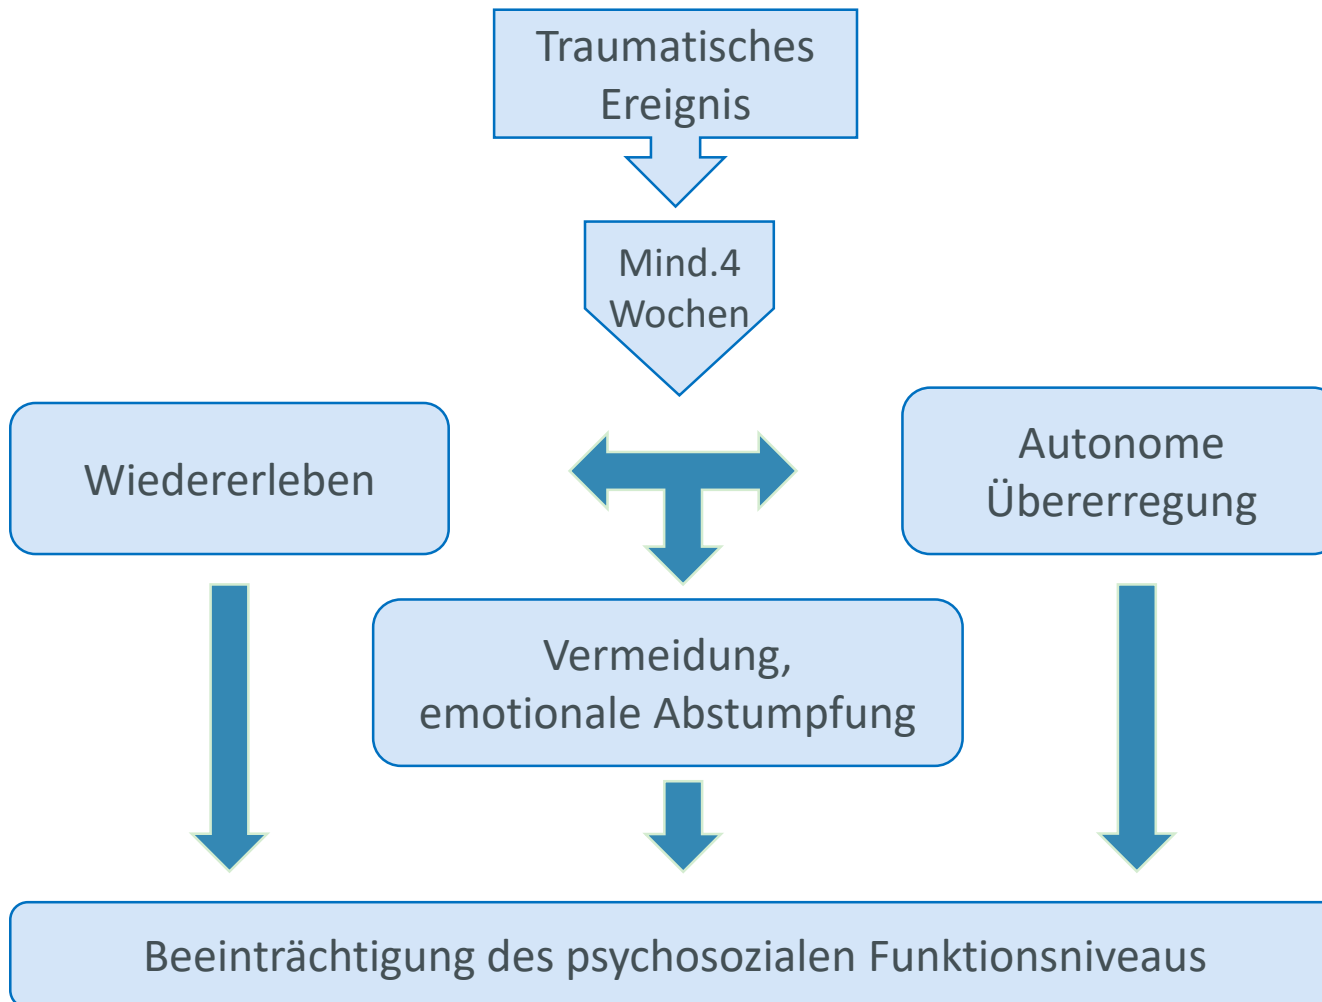 Traumatisches
Ereignis
Mind.4
Wochen
Wiedererleben
Autonome
Übererregung
Vermeidung,
emotionale Abstumpfung
Beeinträchtigung des psychosozialen Funktionsniveaus